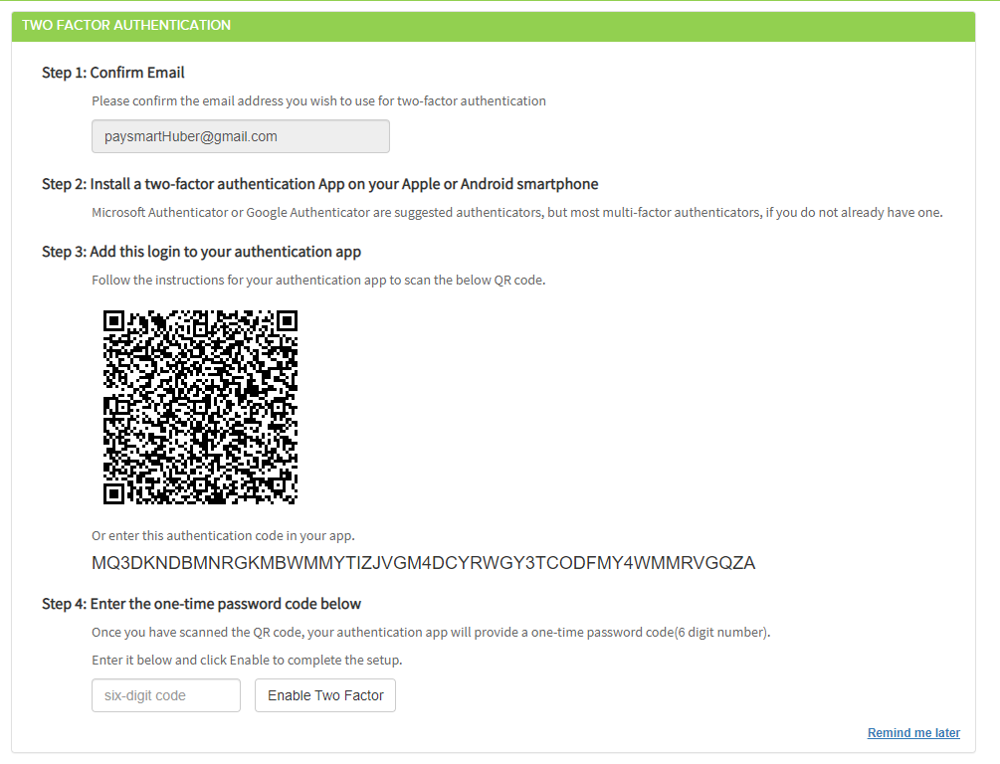 TWO FACTOR AUTHENTICATION
Step 1: Confirm Email
Please confirm the email address you wish to use for two-factor authentication
paysmartHuber@gmail.com
Step 2: Install a two-factor authentication App on your Apple or Android smartphone
Microsoft Authenticator or Google Authenticator are suggested authenticators, but most multi-factor authenticators, if you do not already have one.
Step 3: Add this login to your authentication app
Follow the instructions for your authentication app to scan the below QR code.
Or enter this authentication code in your app.
MQ3DKNDBMNRGKMBWMMYTIZJVGM4DCYRWGY3TCODFMY4WMMRVGQZA
Step 4: Enter the one-time password code below
Once you have scanned the QR code, your authentication app will provide a one-time password code(6 digit number).
Enter it below and click Enable to complete the setup.
six-digit code Enable Two Factor
Remind me later